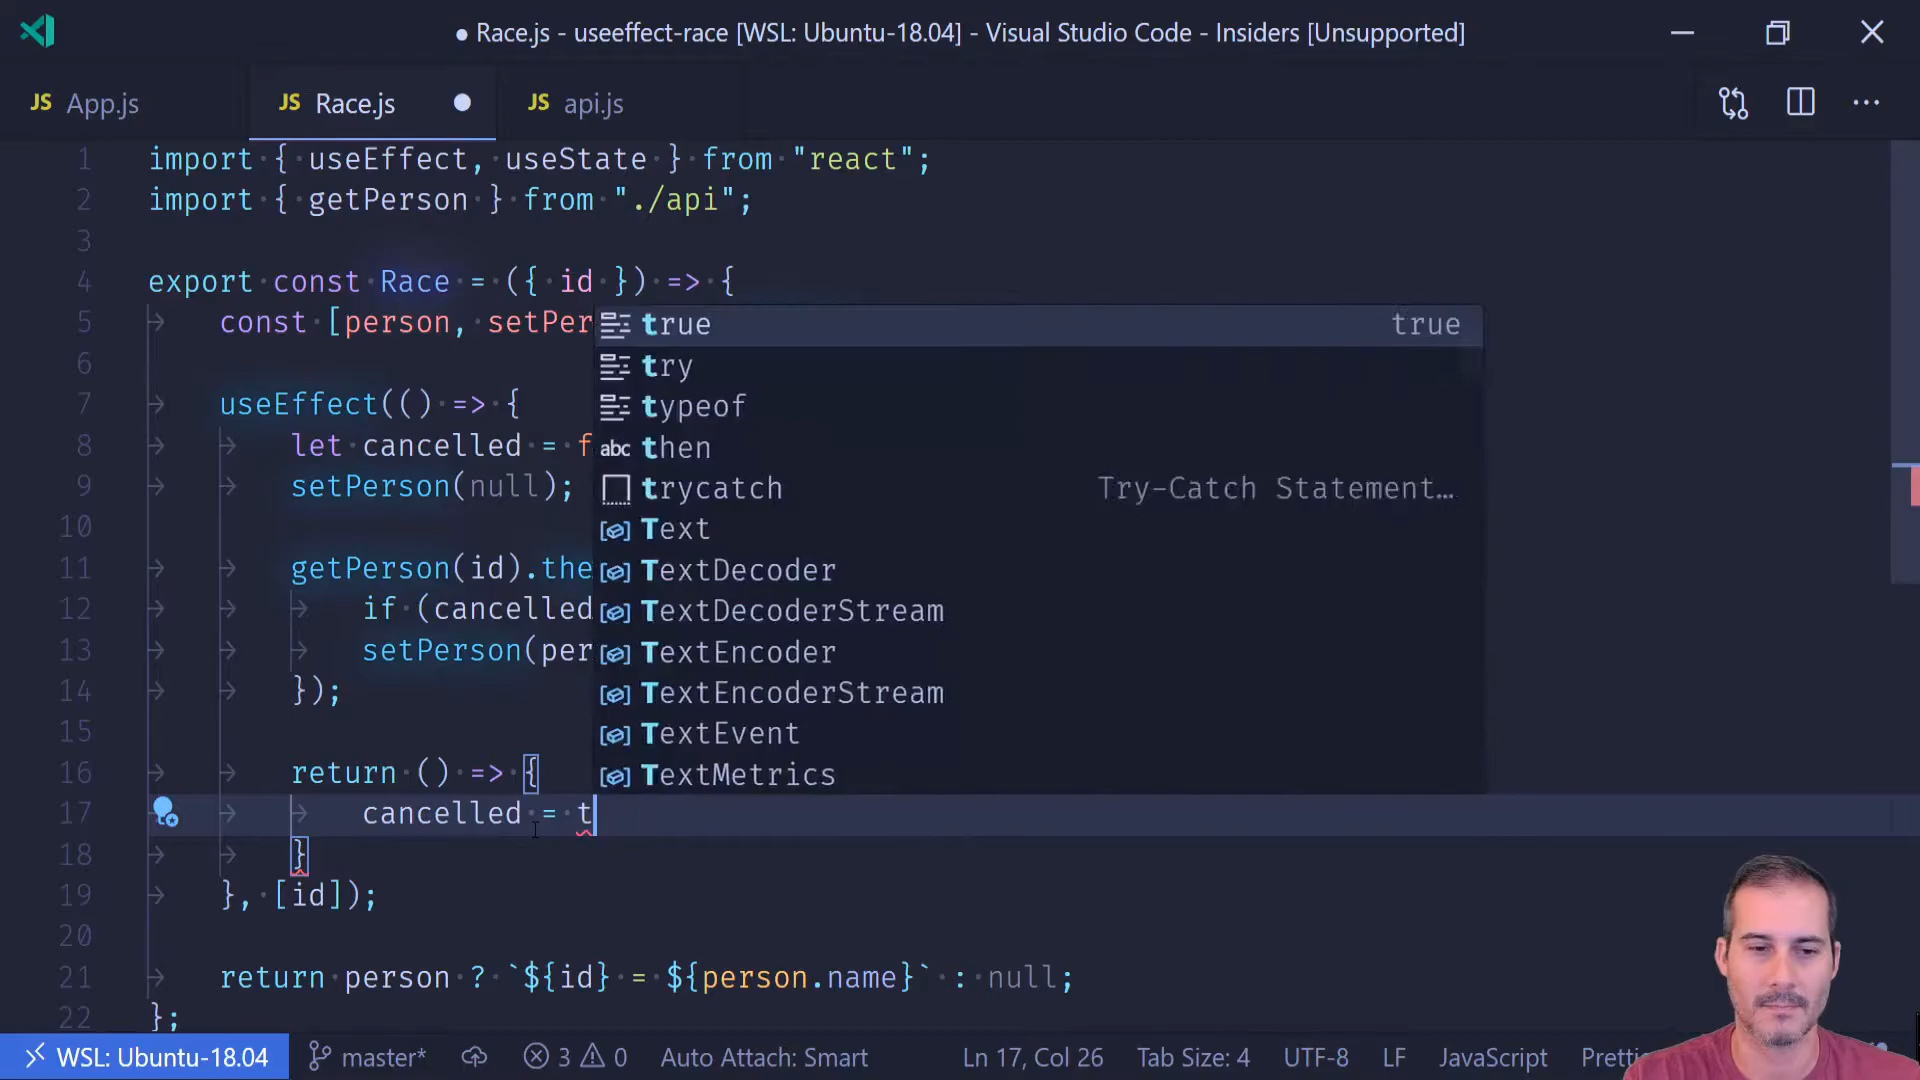 ● Race.js - useeffect-race [WSL: Ubuntu-18.04] - Visual Studio Code - Insiders [Unsupported]
JS App.js
JS Race.js
JS api.js
1 import { useEffect, useState } from "react";
2 import { getPerson } from "./api";
3
4 export const Race = ({ id }) => {
5 const [person, setPer
6
7 useEffect(() => {
8 let cancelled = f
9 setPerson(null);
10
11 getPerson(id).the
12 if (cancelled
13 setPerson(per
14 });
15
16 return () => {
17 cancelled = t
18 }
19 }, [id]);
20
21 return person ? `${id} = ${person.name}` : null;
22 };
true true
try
typeof
abc then
trycatch Try-Catch Statement…
Text
TextDecoder
TextDecoderStream
TextEncoder
TextEncoderStream
TextEvent
TextMetrics
WSL: Ubuntu-18.04 master* 3 0 Auto Attach: Smart Ln 17, Col 26 Tab Size: 4 UTF-8 LF JavaScript Pretti